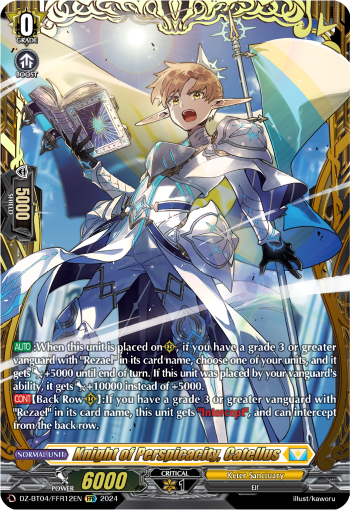 0
GRADE
BOOST
5000
SHIELD
AUTO:When this unit is placed on R, if you have a grade 3 or greater
vanguard with "Rezael" in its card name, choose one of your units, and it
gets +5000 until end of turn. If this unit was placed by your vanguard's
ability, it gets +10000 instead of +5000.
CONT Back Row R:If you have a grade 3 or greater vanguard with
"Rezael" in its card name, this unit gets "Intercept", and can intercept
from the back row.
NORMAL UNIT
Knight of Perspicacity, Catellus
POWER
6000
CRITICAL
1
Keter Sanctuary
Elf
DZ-BT04/FFR12EN FFR 2024
illust/kaworu